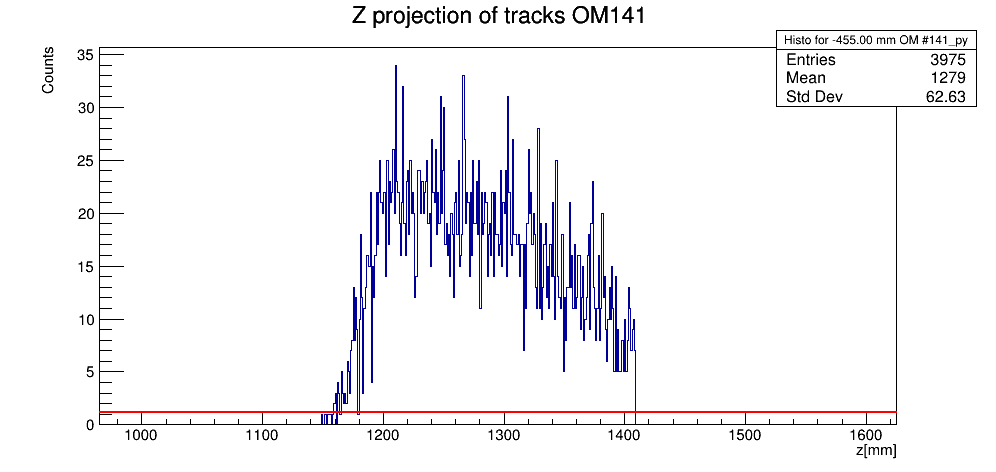 Z projection of tracks OM141
Histo for -455.00 mm OM #141_py
Entries 3975
Mean 1279
Std Dev 62.63
Counts
35
30
25
20
15
10
5
0
1000 1100 1200 1300 1400 1500 1600
z[mm]